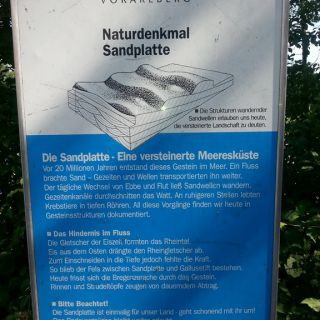 VORARLBERG
Naturdenkmal
Sandplatte
■ Die Strukturen wandernder
Sandwellen erlauben uns heute,
die versteinerte Landschaft zu deuten.
Die Sandplatte - Eine versteinerte Meeresküste
Vor 20 Millionen Jahren entstand dieses Gestein im Meer. Ein Fluss
brachte Sand – Gezeiten und Wellen transportierten ihn weiter.
Der tägliche Wechsel von Ebbe und Flut ließ Sandwellen wandern.
Gezeitenkanäle durchschnitten das Watt. An ruhigeren Stellen lebten
Krebstiere in tiefen Röhren. All diese Vorgänge finden wir heute in
Gesteinsstrukturen dokumentiert.
■ Das Hindernis im Fluss
Die Gletscher der Eiszeit formten das Rheintal.
Eis aus dem Osten drängte den Rheingletscher ab.
Zum Einschneiden in die Tiefe jedoch fehlte die Kraft.
So blieb der Fels zwischen Sandplatte und Gallusstift bestehen.
Heute frisst sich die Bregenzerache durch das Gestein.
Rinnen und Strudeltöpfe zeugen von dauerndem Abtrag.
■ Bitte Beachtet!
Die Sandplatte ist einmalig für unser Land - geht schonend mit ihr um!